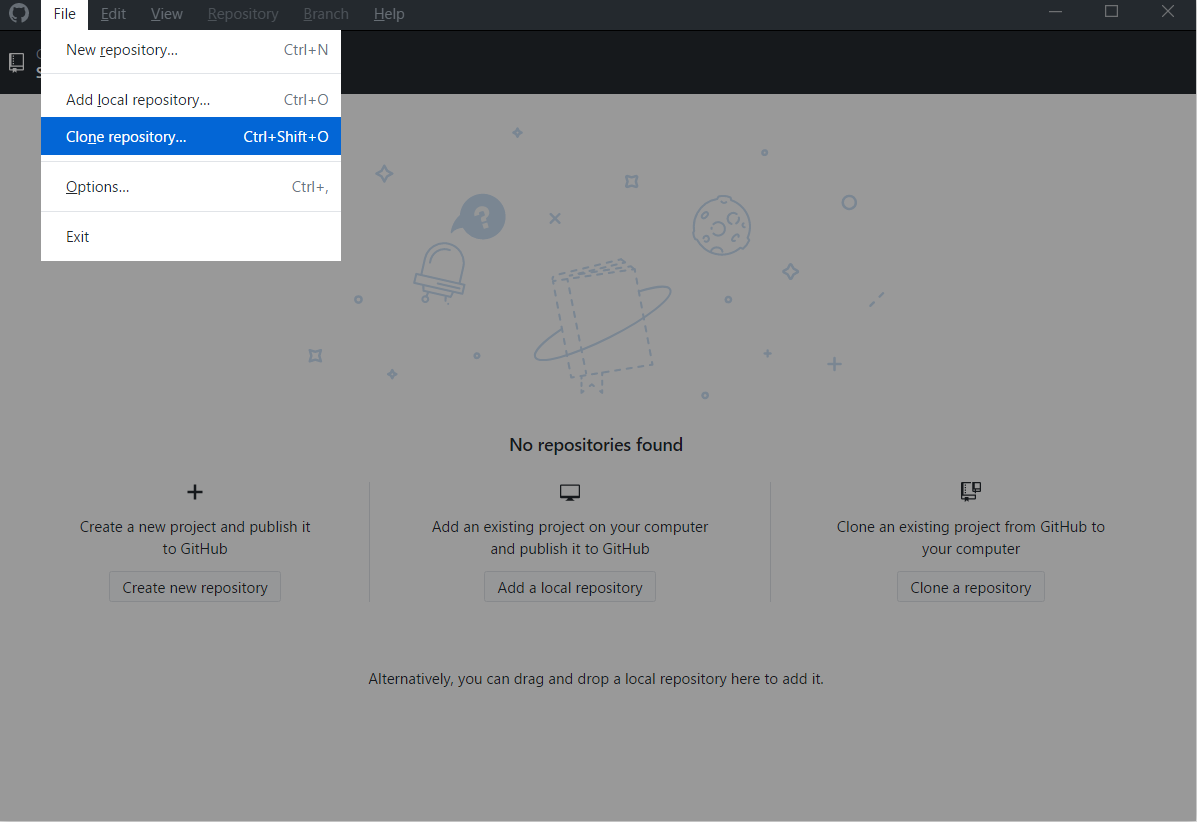 File Edit View Repository Branch Help
New repository... Ctrl+N
Add local repository... Ctrl+O
Clone repository... Ctrl+Shift+O
Options... Ctrl+,
Exit
?
No repositories found
Create a new project and publish it
to GitHub
Create new repository
Add an existing project on your computer
and publish it to GitHub
Add a local repository
Clone an existing project from GitHub to
your computer
Clone a repository
Alternatively, you can drag and drop a local repository here to add it.